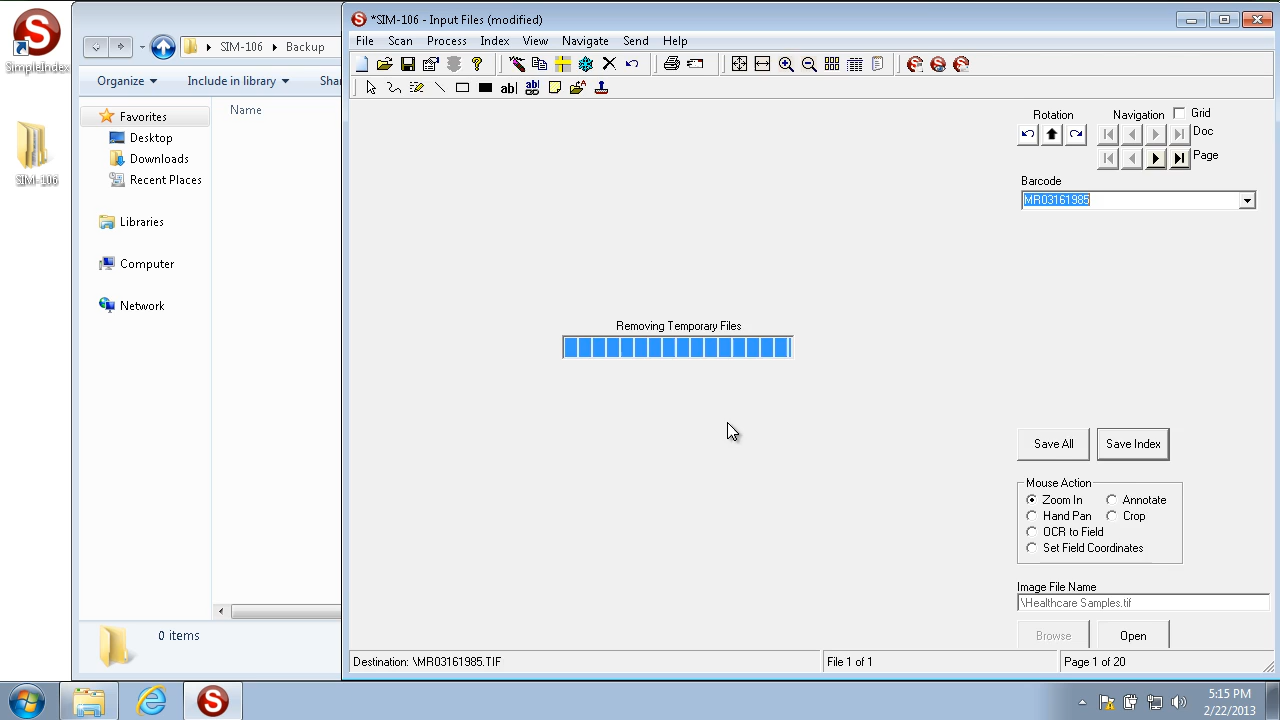 SimpleIndex
SIM-106
SIM-106 Backup
Organize Include in library Shar
Favorites
Desktop
Downloads
Recent Places
Libraries
Computer
Network
Name
0 items
*SIM-106 - Input Files (modified)
File Scan Process Index View Navigate Send Help
abl abl
Rotation Navigation Grid
Doc
Page
Barcode
MR03161985
Removing Temporary Files
Save All Save Index
Mouse Action
Zoom In Annotate
Hand Pan Crop
OCR to Field
Set Field Coordinates
Image File Name
\Healthcare Samples.tif
Browse Open
Destination: \MR03161985.TIF File 1 of 1 Page 1 of 20
5:15 PM
2/22/2013